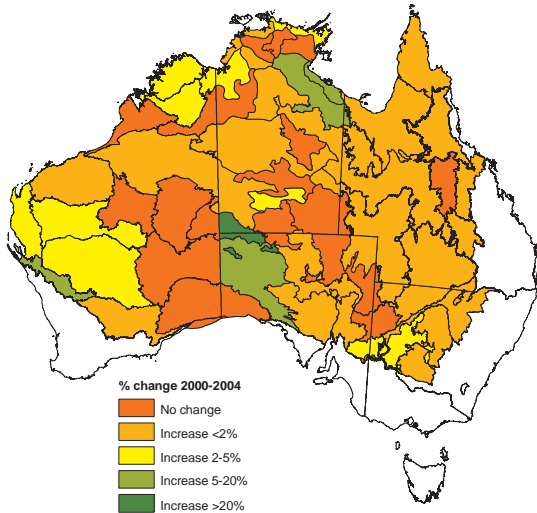 % change 2000-2004
No change
Increase <2%
Increase 2-5%
Increase 5-20%
Increase >20%